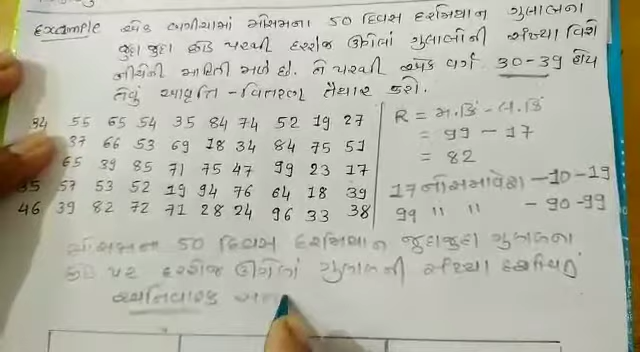 Example એક બગીચામાં મોસમના 50 દિવસ દરમિયાન ગુલાબના
જુદા જુદા છોડ પરથી દરરોજ ઊગેલાં ગુલાબોની સંખ્યા વિશે
નીચેની માહિતી મળે છે. તે પરથી એક વર્ગ 30-39 હોય
તેવું આવૃત્તિ-વિતરણ તૈયાર કરો.
34 55 65 54 35 84 74 52 19 27
37 66 53 69 18 34 84 75 51
65 39 85 71 75 47 99 23 17
35 57 53 52 19 94 76 64 18 39
46 39 82 72 71 28 24 96 33 38
R = મ.કિં - લ.કિં
= 99 - 17
= 82
17 નો સમાવેશ - 10-19
99 " " - 90-99
મોસમના 50 દિવસ દરમિયાન જુદાજુદા ગુલાબના
છોડ પર દરરોજ ઊગેલાં ગુલાબની સંખ્યા દર્શાવતું